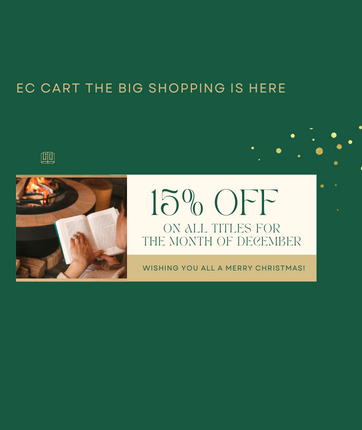 EC CART THE BIG SHOPPING IS HERE
15% OFF
ON ALL TITLES FOR
THE MONTH OF DECEMBER
WISHING YOU ALL A MERRY CHRISTMAS!